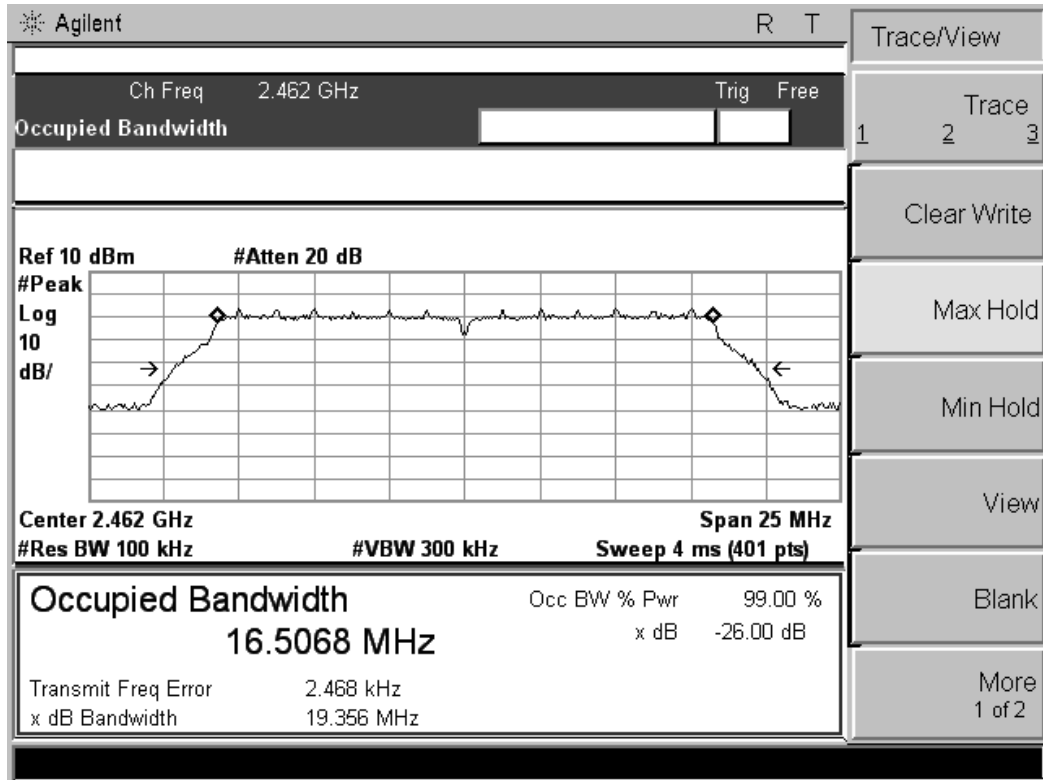 Agilent R T
Ch Freq 2.462 GHz Trig Free
Occupied Bandwidth
Ref 10 dBm #Atten 20 dB
#Peak
Log
10
dB/
Center 2.462 GHz Span 25 MHz
#Res BW 100 kHz #VBW 300 kHz Sweep 4 ms (401 pts)
Occupied Bandwidth Occ BW % Pwr 99.00 %
16.5068 MHz x dB -26.00 dB
Transmit Freq Error 2.468 kHz
x dB Bandwidth 19.356 MHz
Trace/View
Trace
1 2 3
Clear Write
Max Hold
Min Hold
View
Blank
More
1 of 2